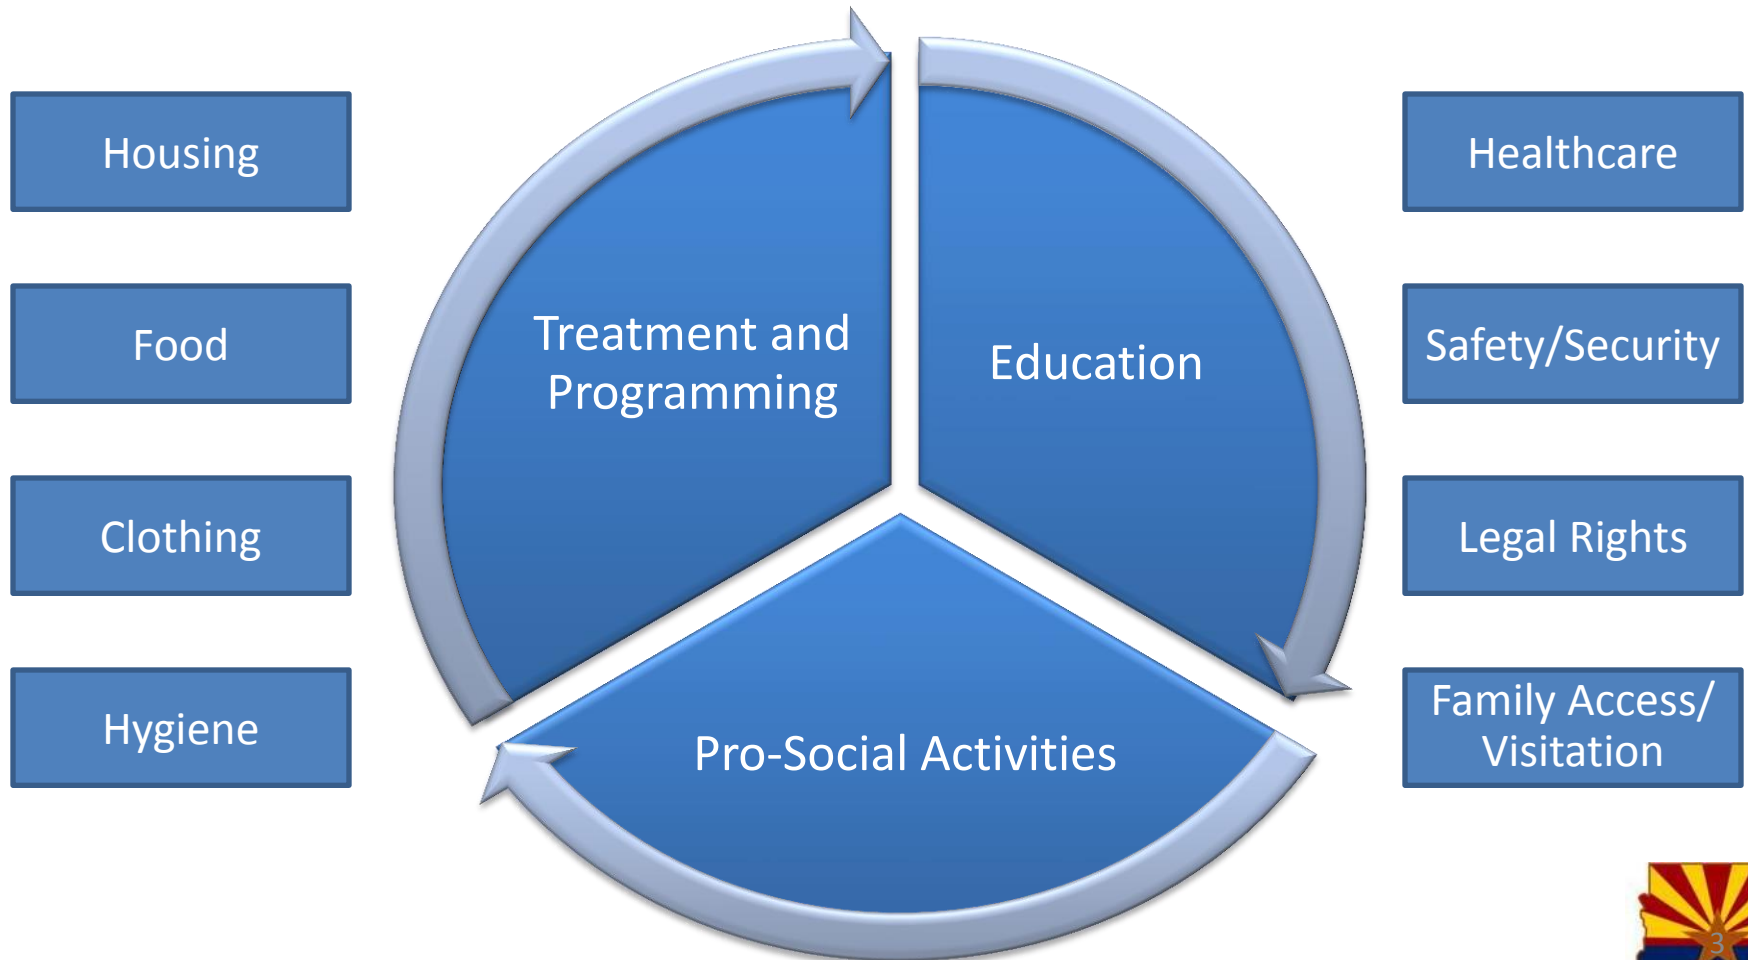 Housing
Food
Clothing
Hygiene
Treatment and
Programming
Education
Pro-Social Activities
Healthcare
Safety/Security
Legal Rights
Family Access/
Visitation
3